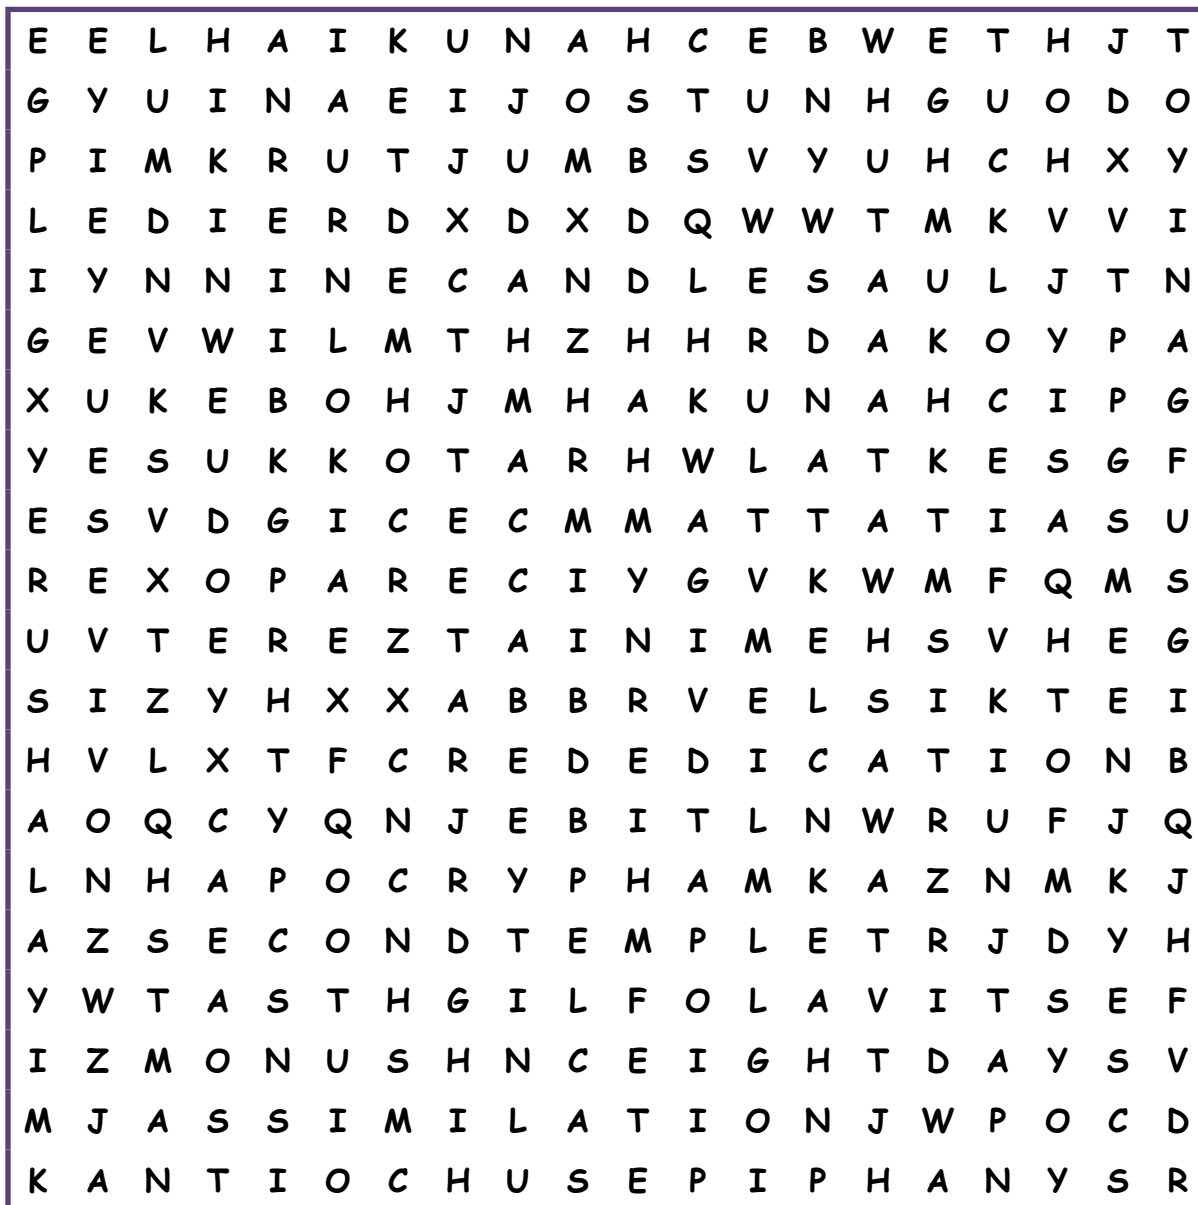 E E L H A I K U N A H C E B W E T H J T
G Y U I N A E I J O S T U N H G U O D O
P I M K R U T J U M B S V Y U H C H X Y
L E D I E R D X D X D Q W W T M K V V I
I Y N N I N E C A N D L E S A U L J T N
G E V W I L M T H Z H H R D A K O Y P A
X U K E B O H J M H A K U N A H C I P G
Y E S U K K O T A R H W L A T K E S G F
E S V D G I C E C M M A T T A T I A S U
R E X O P A R E C I Y G V K W M F Q M S
U V T E R E Z T A I N I M E H S V H E G
S I Z Y H X X A B B R V E L S I K T E I
H V L X T F C R E D E D I C A T I O N B
A O Q C Y Q N J E B I T L N W R U F J Q
L N H A P O C R Y P H A M K A Z N M K J
A Z S E C O N D T E M P L E T R J D Y H
Y W T A S T H G I L F O L A V I T S E F
I Z M O N U S H N C E I G H T D A Y S V
M J A S S I M I L A T I O N J W P O C D
K A N T I O C H U S E P I P H A N Y S R